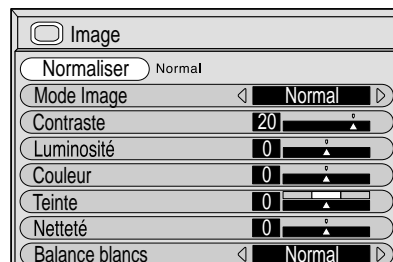 Image
Normaliser Normal
Mode Image Normal
Contraste 20
Luminosité 0
Couleur 0
Teinte 0
Netteté 0
Balance blancs Normal